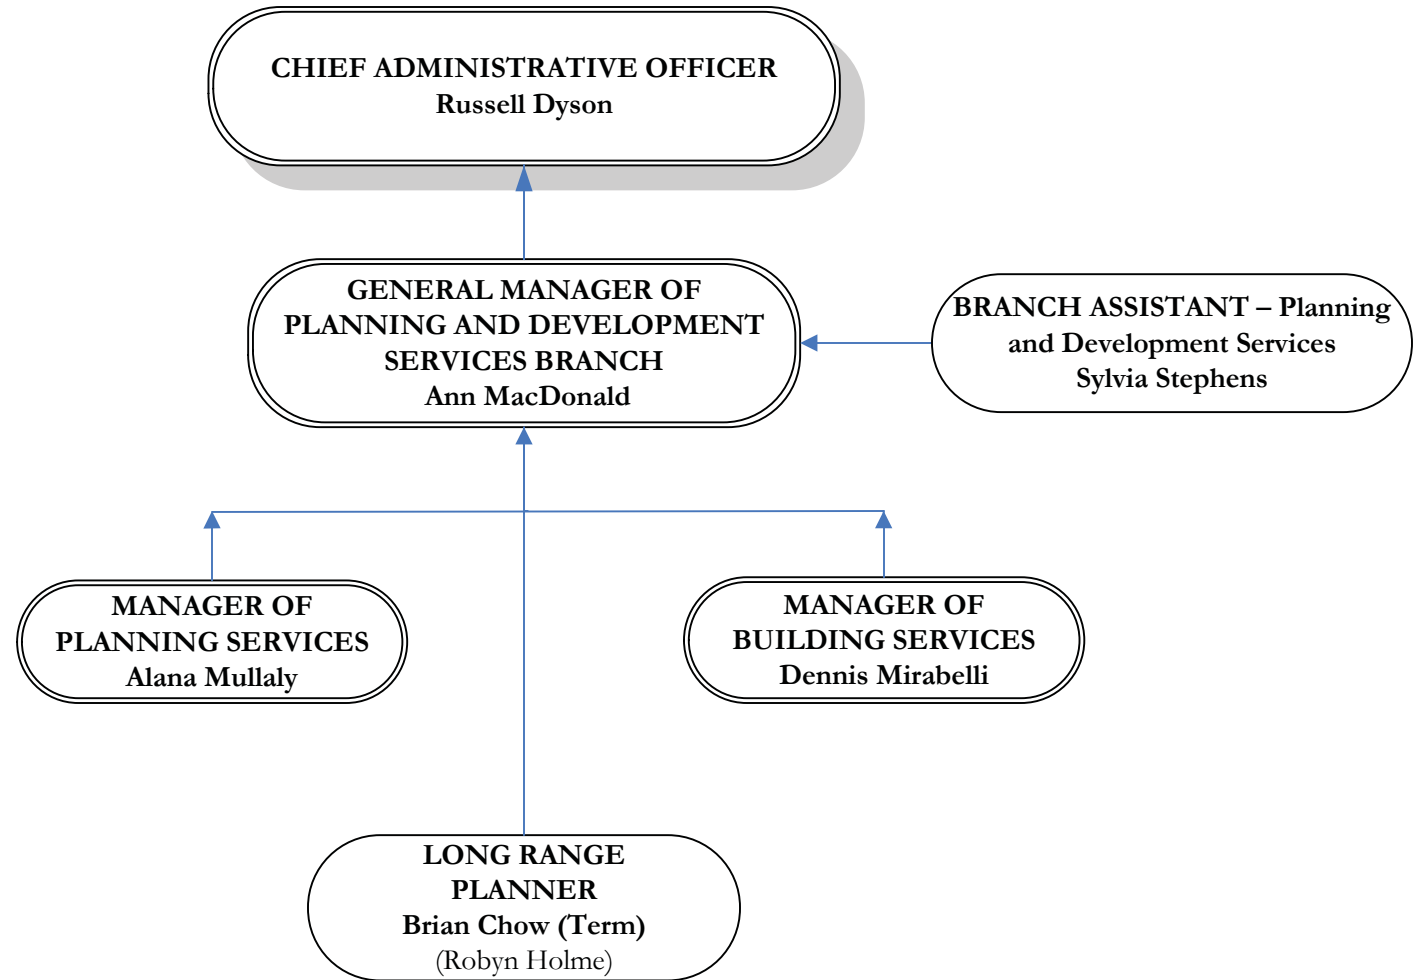 CHIEF ADMINISTRATIVE OFFICER
Russell Dyson
GENERAL MANAGER OF
PLANNING AND DEVELOPMENT
SERVICES BRANCH
Ann MacDonald
BRANCH ASSISTANT – Planning
and Development Services
Sylvia Stephens
MANAGER OF
PLANNING SERVICES
Alana Mullaly
MANAGER OF
BUILDING SERVICES
Dennis Mirabelli
LONG RANGE
PLANNER
Brian Chow (Term)
(Robyn Holme)